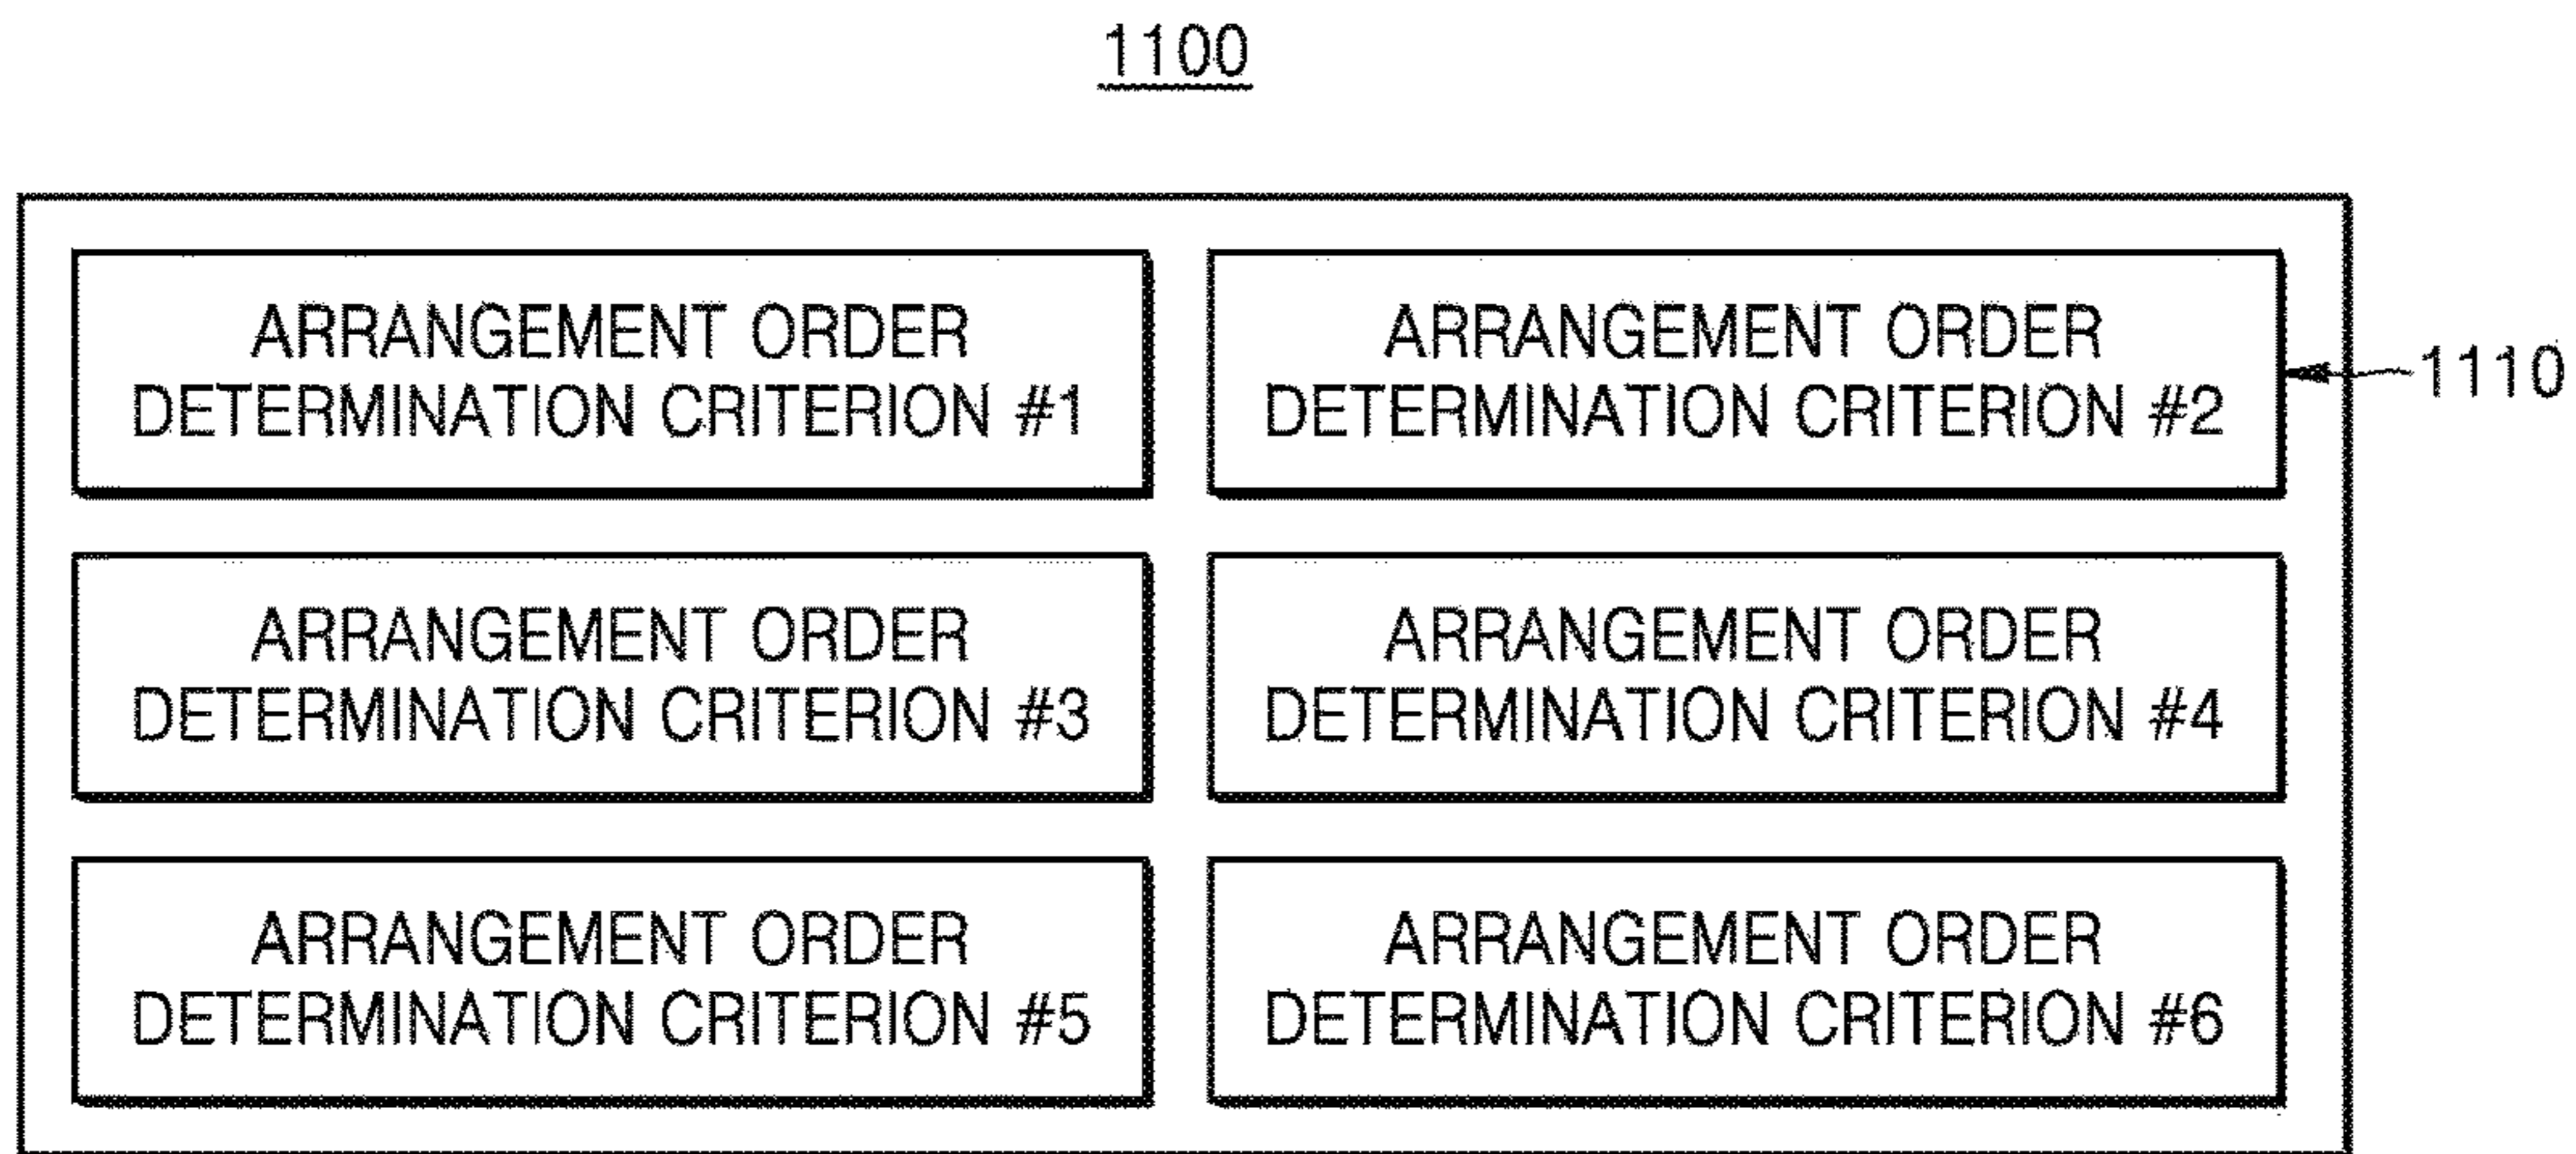 1100
ARRANGEMENT ORDER
DETERMINATION CRITERION #1
ARRANGEMENT ORDER
DETERMINATION CRITERION #2
1110
ARRANGEMENT ORDER
DETERMINATION CRITERION #3
ARRANGEMENT ORDER
DETERMINATION CRITERION #4
ARRANGEMENT ORDER
DETERMINATION CRITERION #5
ARRANGEMENT ORDER
DETERMINATION CRITERION #6